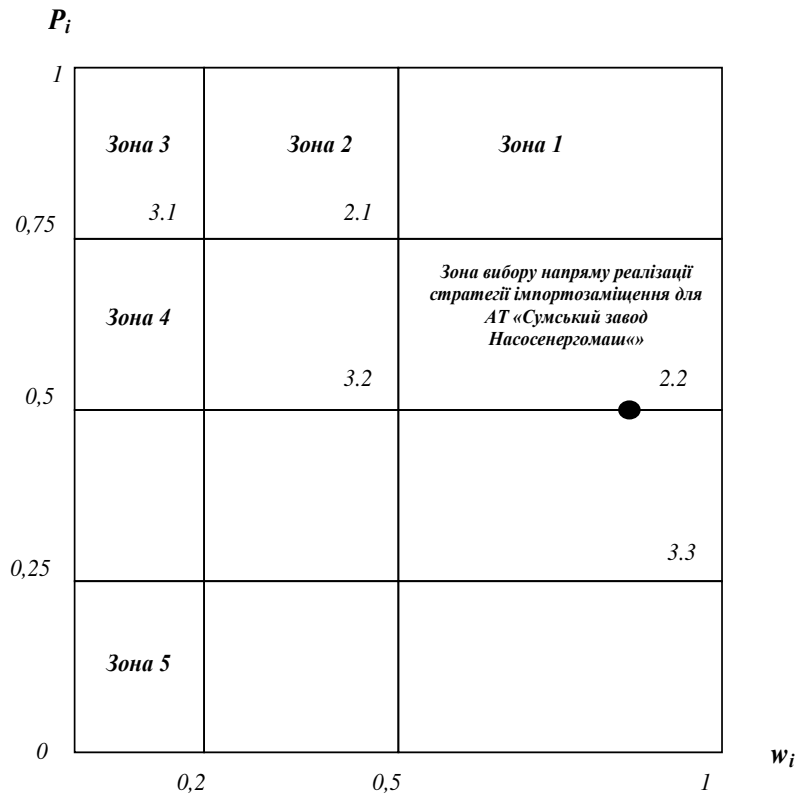 P_i
1
Зона 3
Зона 2
Зона 1
3.1
2.1
0,75
Зона вибору напряму реалізації
стратегії імпортозаміщення для
АТ «Сумський завод
Насосенергомаш«»
Зона 4
3.2
2.2
0,5
3.3
0,25
Зона 5
0
w_i
0,2
0,5
1